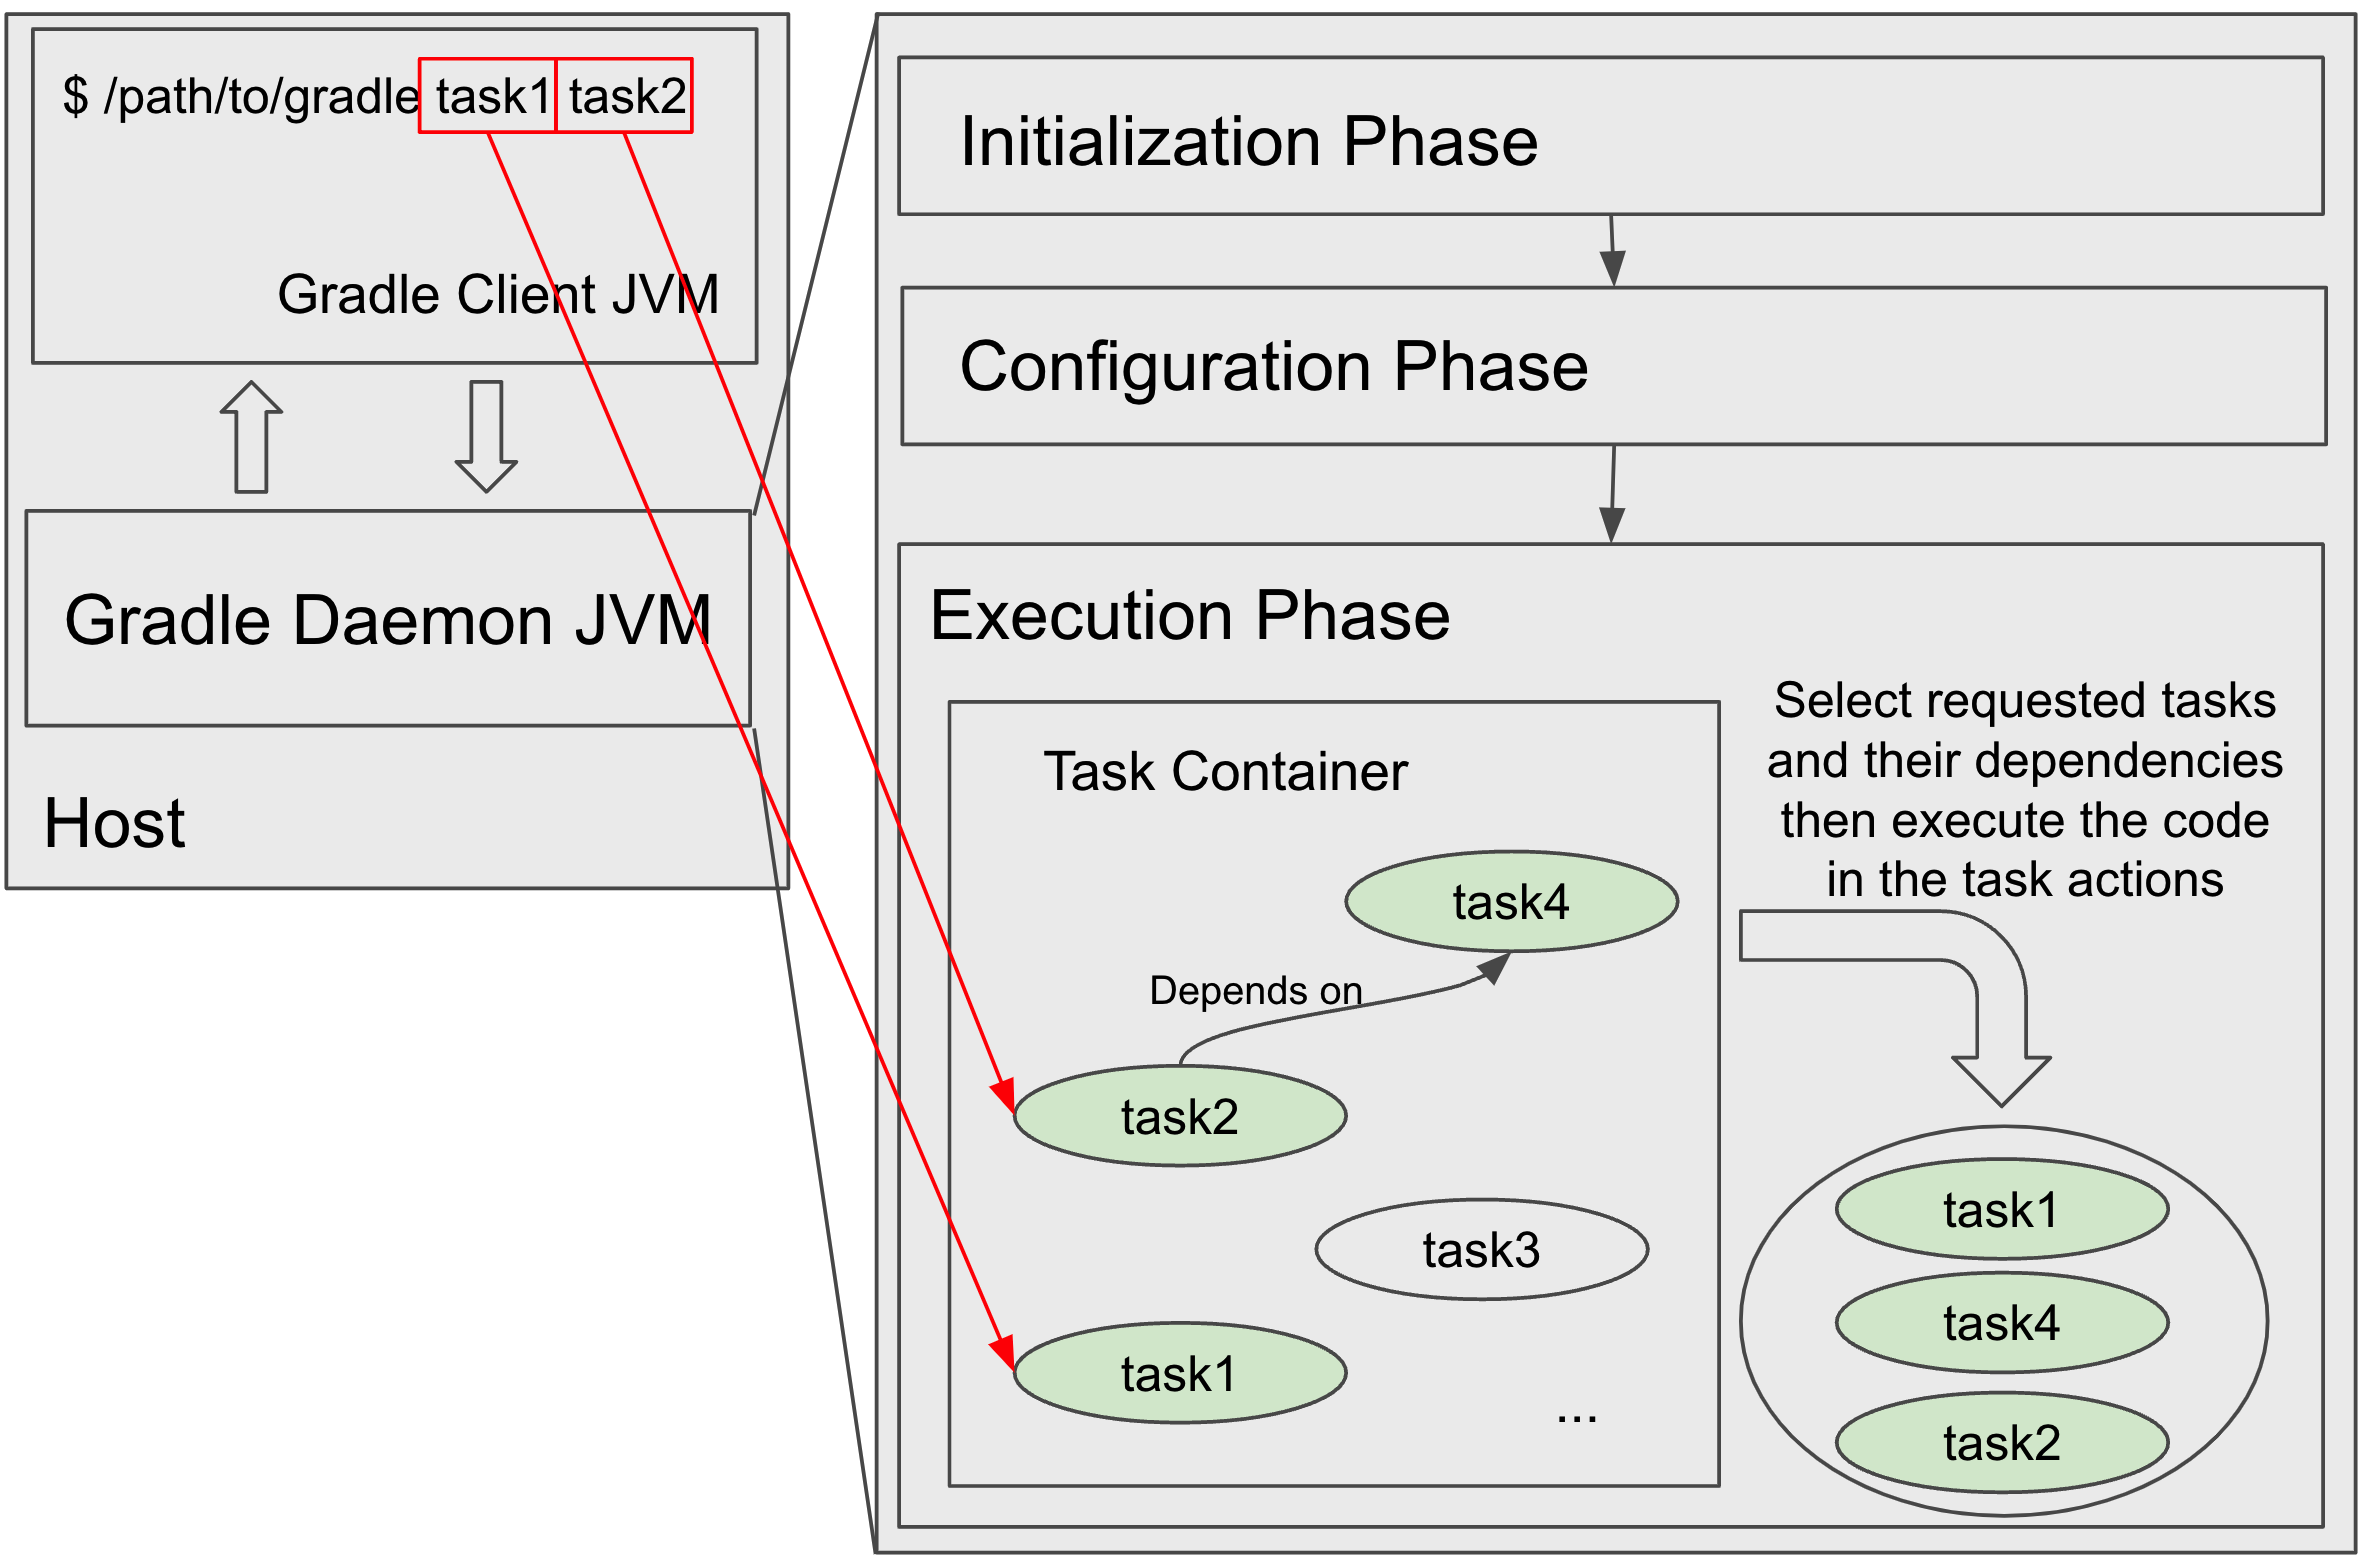 $ /path/to/gradle task1 task2
Gradle Client JVM
Gradle Daemon JVM
Host
Initialization Phase
Configuration Phase
Execution Phase
Task Container
task4
Depends on
task2
task3
task1
...
Select requested tasks
and their dependencies
then execute the code
in the task actions
task1
task4
task2